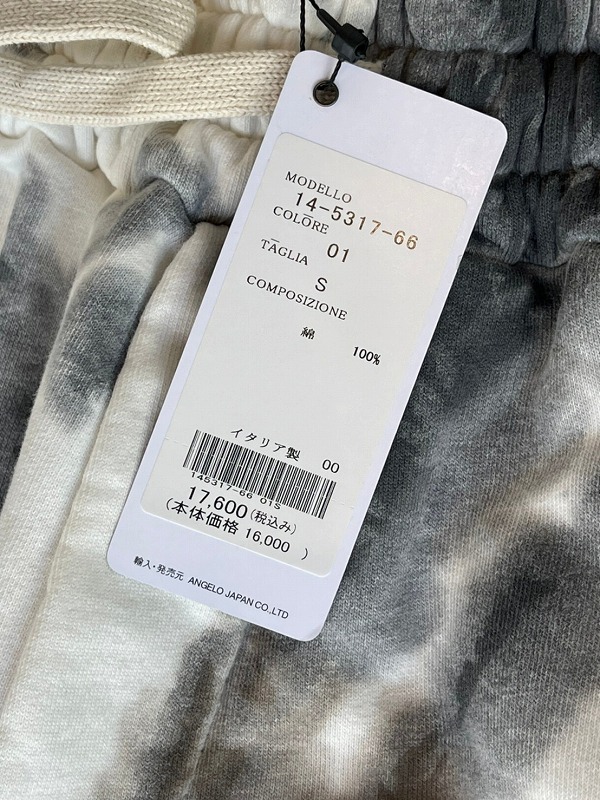 MODELLO
14-5317-66
COLORE
01
TAGLIA
S
COMPOSIZIONE
綿
100%
イタリア製 00
145317-66 01S
17,600(税込み)
(本体価格 16,000 )
輸入・発売元 ANGELO JAPAN CO.,LTD